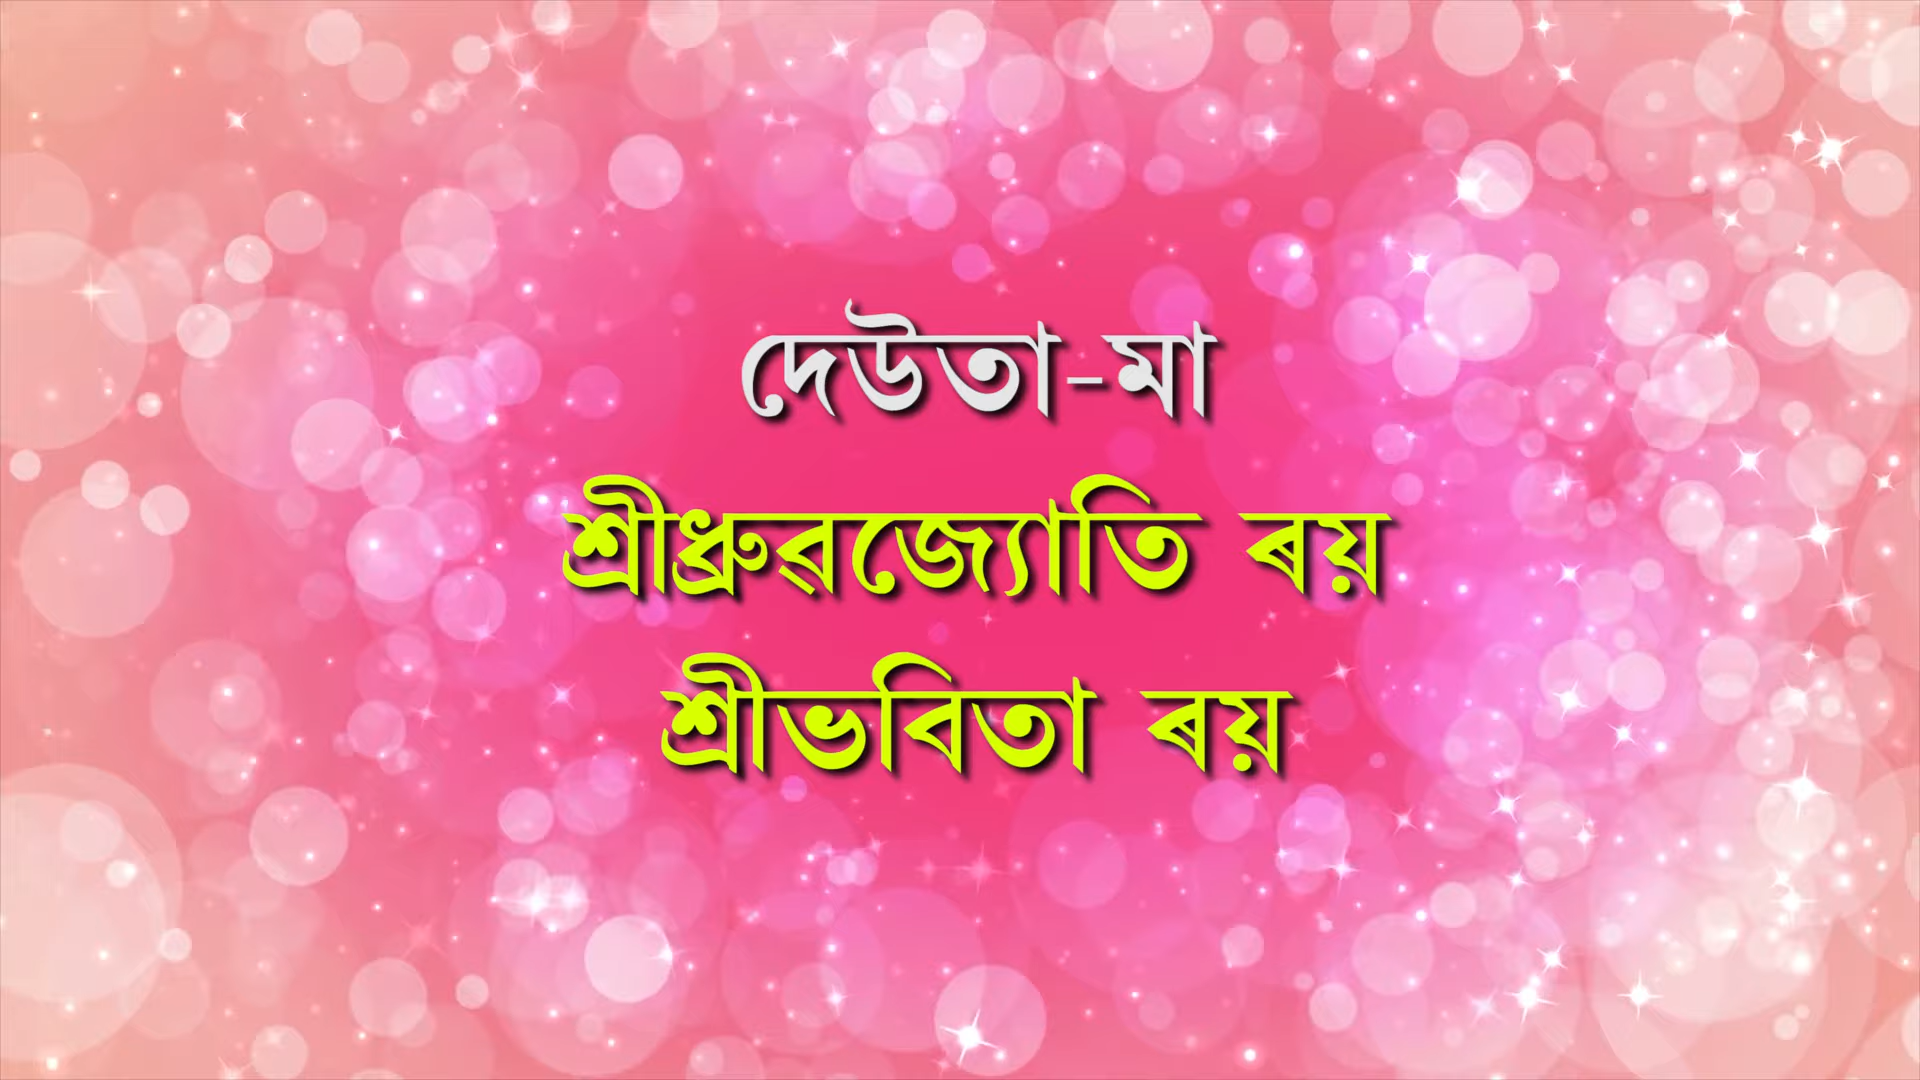 দেউতা-মা
শ্ৰীধ্ৰুৱজ্যোতি ৰয়
শ্ৰীভবিতা ৰয়